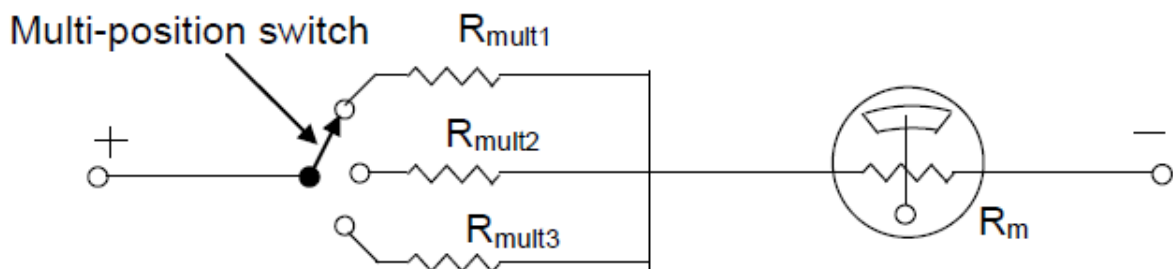 Multi-position switch
Rmult1
+
Rmult2
Rmult3
Rm
−